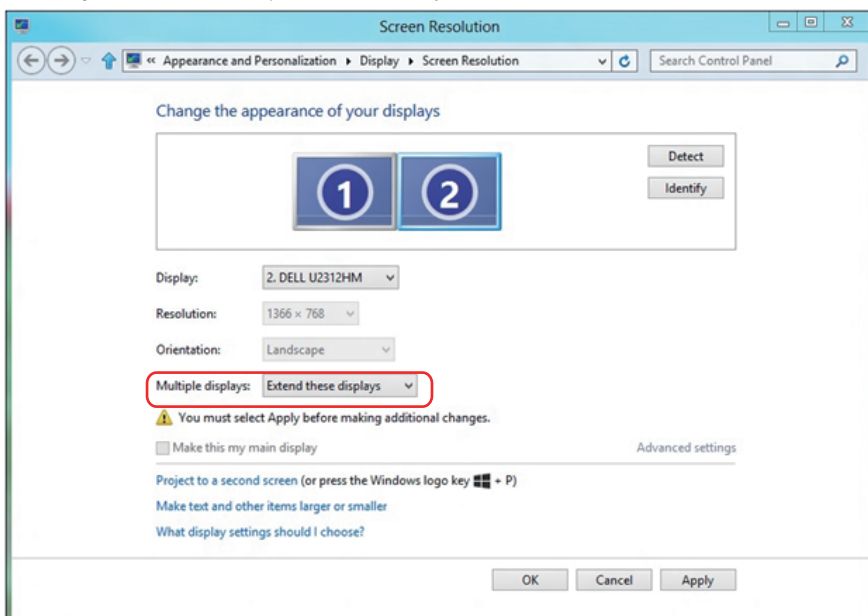 Screen Resolution
« Appearance and Personalization ▸ Display ▸ Screen Resolution
Search Control Panel
Change the appearance of your displays
1
2
Detect
Identify
Display: 2. DELL U2312HM
Resolution: 1366 × 768
Orientation: Landscape
Multiple displays: Extend these displays
You must select Apply before making additional changes.
Make this my main display Advanced settings
Project to a second screen (or press the Windows logo key + P)
Make text and other items larger or smaller
What display settings should I choose?
OK Cancel Apply